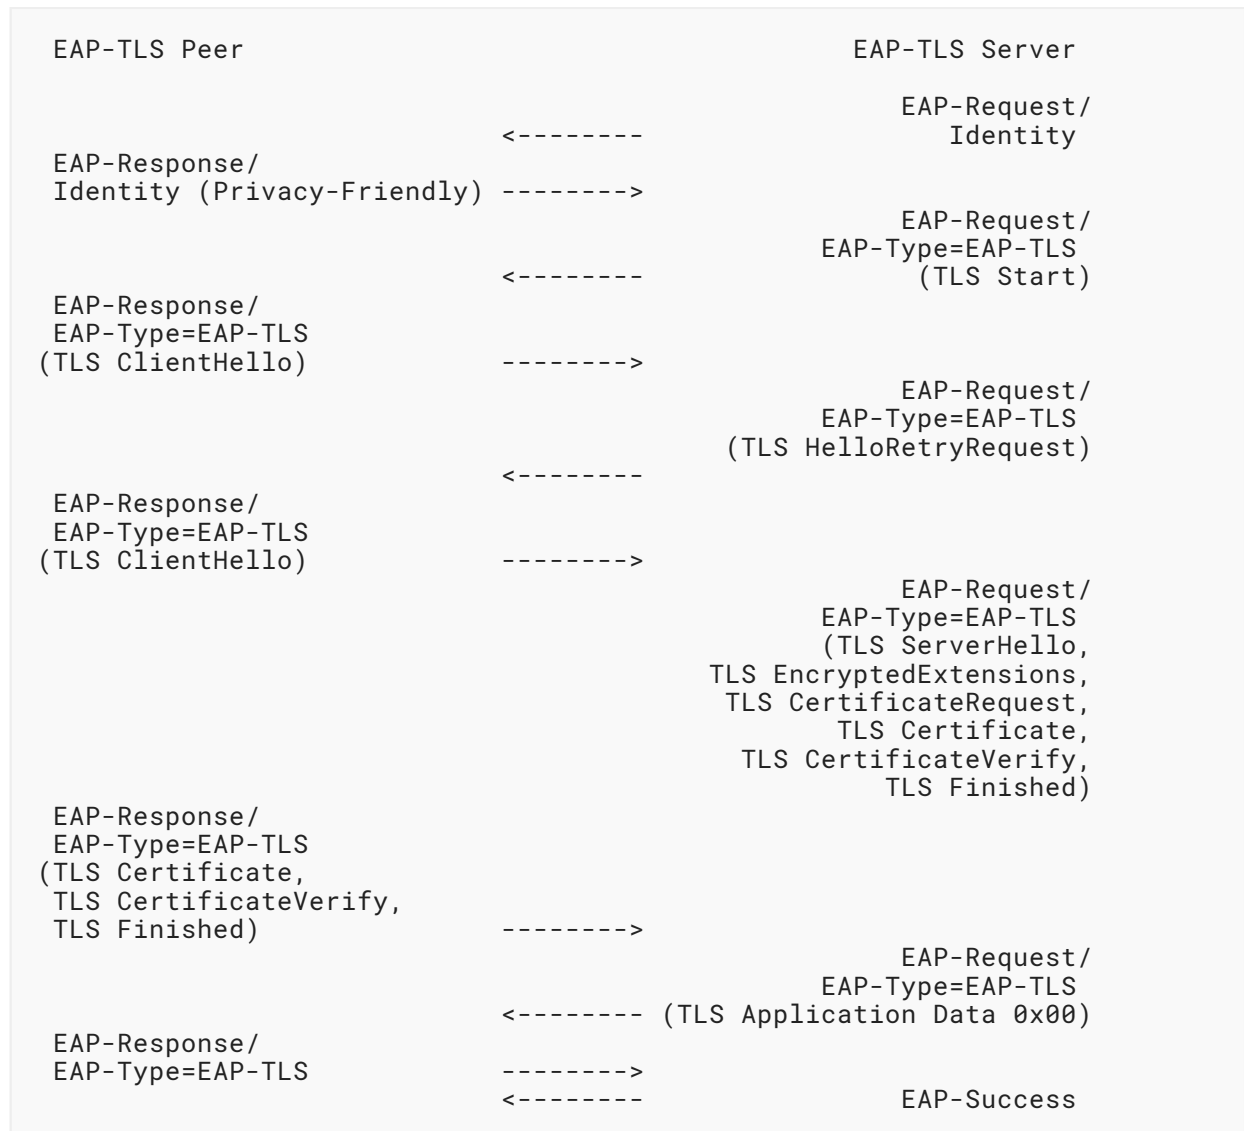 EAP-TLS Peer                                      EAP-TLS Server
EAP-Request/
<--------                   Identity
EAP-Response/
Identity (Privacy-Friendly) -------->
EAP-Request/
EAP-Type=EAP-TLS
<--------                 (TLS Start)
EAP-Response/
EAP-Type=EAP-TLS
(TLS ClientHello)            -------->
EAP-Request/
EAP-Type=EAP-TLS
(TLS HelloRetryRequest)
<--------
EAP-Response/
EAP-Type=EAP-TLS
(TLS ClientHello)            -------->
EAP-Request/
EAP-Type=EAP-TLS
(TLS ServerHello,
TLS EncryptedExtensions,
TLS CertificateRequest,
TLS Certificate,
TLS CertificateVerify,
TLS Finished)
EAP-Response/
EAP-Type=EAP-TLS
(TLS Certificate,
TLS CertificateVerify,
TLS Finished)               -------->
EAP-Request/
EAP-Type=EAP-TLS
<-------- (TLS Application Data 0x00)
EAP-Response/
EAP-Type=EAP-TLS            -------->
<--------                EAP-Success